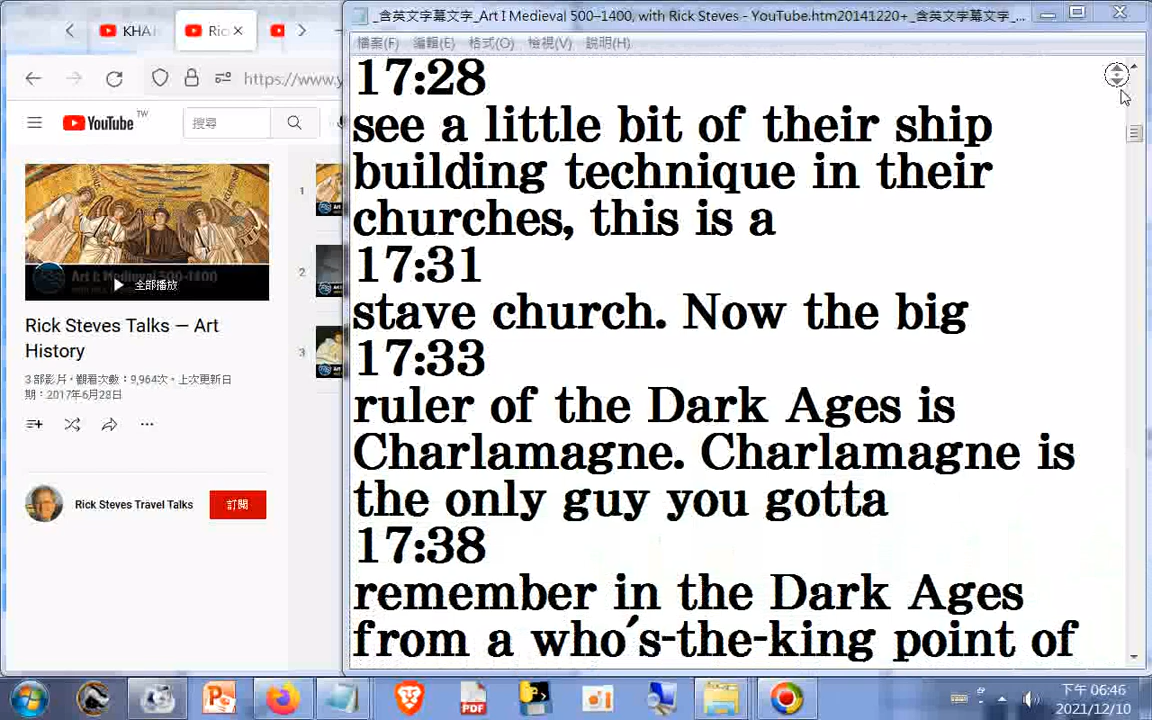 KHA
Ric
_含英文字幕文字_Art I Medieval 500–1400, with Rick Steves - YouTube.htm20141220+_含英文字幕文字_...
檔案(F) 編輯(E) 格式(O) 檢視(V) 說明(H)
https://www.y
YouTube TW
搜尋
Art I: Medieval 500-1400
全部播放
1
2
3
Rick Steves Talks — Art
History
3 部影片•觀看次數：9,964次•上次更新日
期：2017年6月28日
Rick Steves Travel Talks
訂閱
17:28
see a little bit of their ship
building technique in their
churches, this is a
17:31
stave church. Now the big
17:33
ruler of the Dark Ages is
Charlamagne. Charlamagne is
the only guy you gotta
17:38
remember in the Dark Ages
from a who's-the-king point of
PDF
下午 06:46
2021/12/10